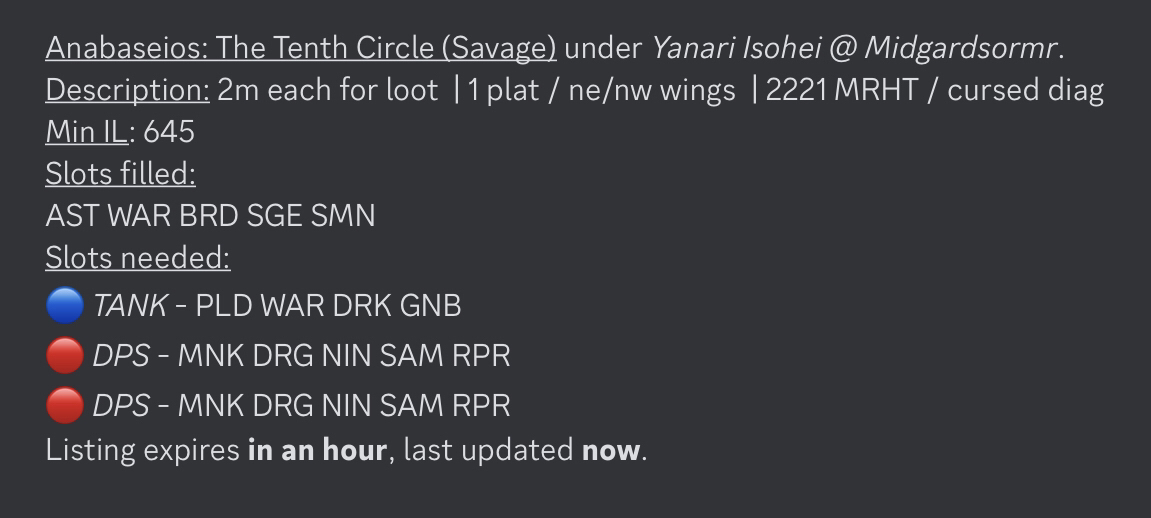 Anabaseios: The Tenth Circle (Savage) under Yanari Isohei @ Midgardsormr.
Description: 2m each for loot | 1 plat / ne/nw wings | 2221 MRHT / cursed diag
Min IL: 645
Slots filled:
AST WAR BRD SGE SMN
Slots needed:
TANK - PLD WAR DRK GNB
DPS - MNK DRG NIN SAM RPR
DPS - MNK DRG NIN SAM RPR
Listing expires in an hour, last updated now.